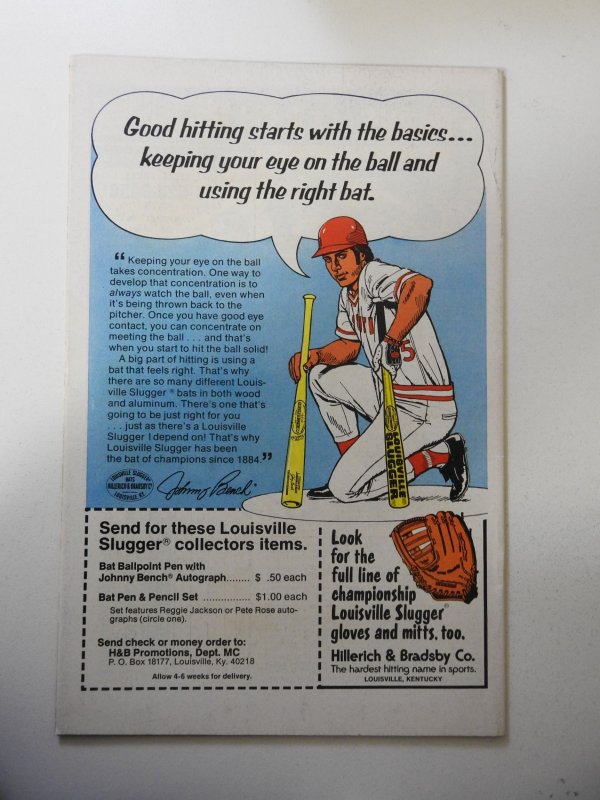 Good hitting starts with the basics...
keeping your eye on the ball and
using the right bat.
“ Keeping your eye on the ball
takes concentration. One way to
develop that concentration is to
always watch the ball, even when
it's being thrown back to the
pitcher. Once you have good eye
contact, you can concentrate on
meeting the ball . . . and that's
when you start to hit the ball solid!
A big part of hitting is using a
bat that feels right. That's why
there are so many different Louis-
ville Slugger ® bats in both wood
and aluminum. There's one that's
going to be just right for you
. . . just as there's a Louisville
Slugger I depend on! That's why
Louisville Slugger has been
the bat of champions since 1884.”
LOUISVILLE SLUGGER
BATS
HILLERICH & BRADSBY CO
LOUISVILLE, KY.
Johnny Bench
5
LOUISVILLE
SLUGGER
Send for these Louisville
Slugger® collectors items.
Bat Ballpoint Pen with
Johnny Bench® Autograph........ $ .50 each
Bat Pen & Pencil Set ................ $1.00 each
Set features Reggie Jackson or Pete Rose auto-
graphs (circle one).
Send check or money order to:
H&B Promotions, Dept. MC
P. O. Box 18177, Louisville, Ky. 40218
Allow 4-6 weeks for delivery.
Look
for the
full line of
championship
Louisville Slugger®
gloves and mitts, too.
Hillerich & Bradsby Co.
The hardest hitting name in sports.
LOUISVILLE, KENTUCKY